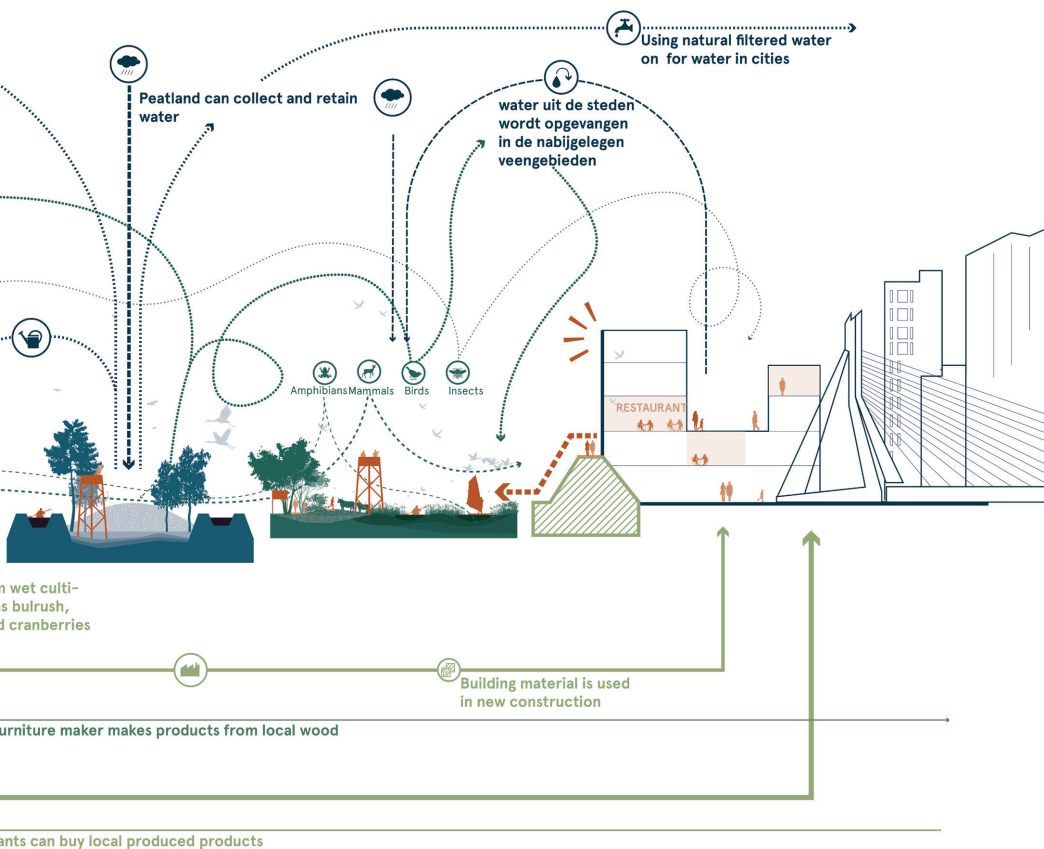 Using natural filtered water
on for water in cities
Peatland can collect and retain
water
water uit de steden
wordt opgevangen
in de nabijgelegen
veengebieden
Amphibians Mammals Birds Insects
RESTAURANT
wet culti-
bulrush,
cranberries
Building material is used
in new construction
maker makes products from local wood
can buy local produced products